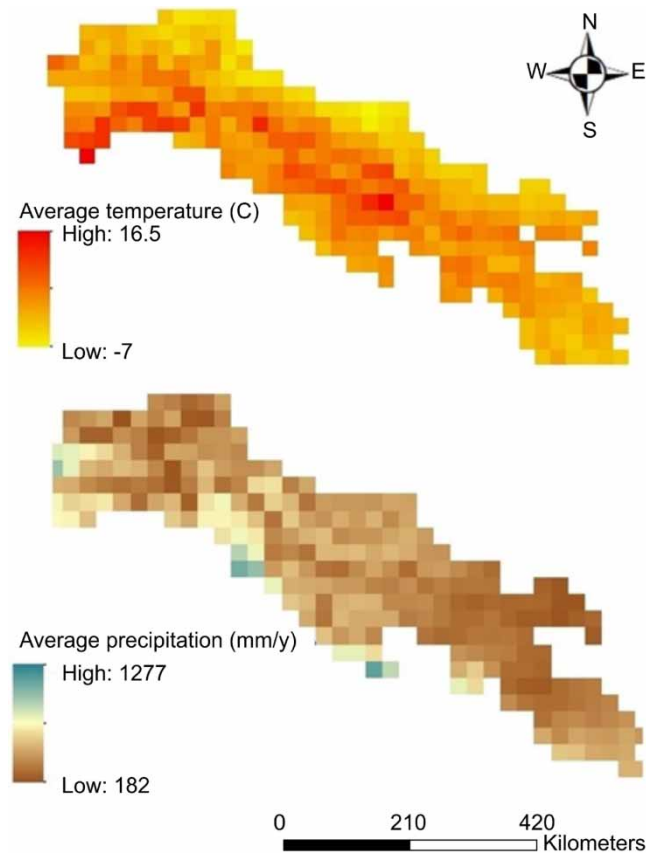 N
W E
S
Average temperature (C)
High: 16.5
Low: -7
Average precipitation (mm/y)
High: 1277
Low: 182
0 210 420
Kilometers